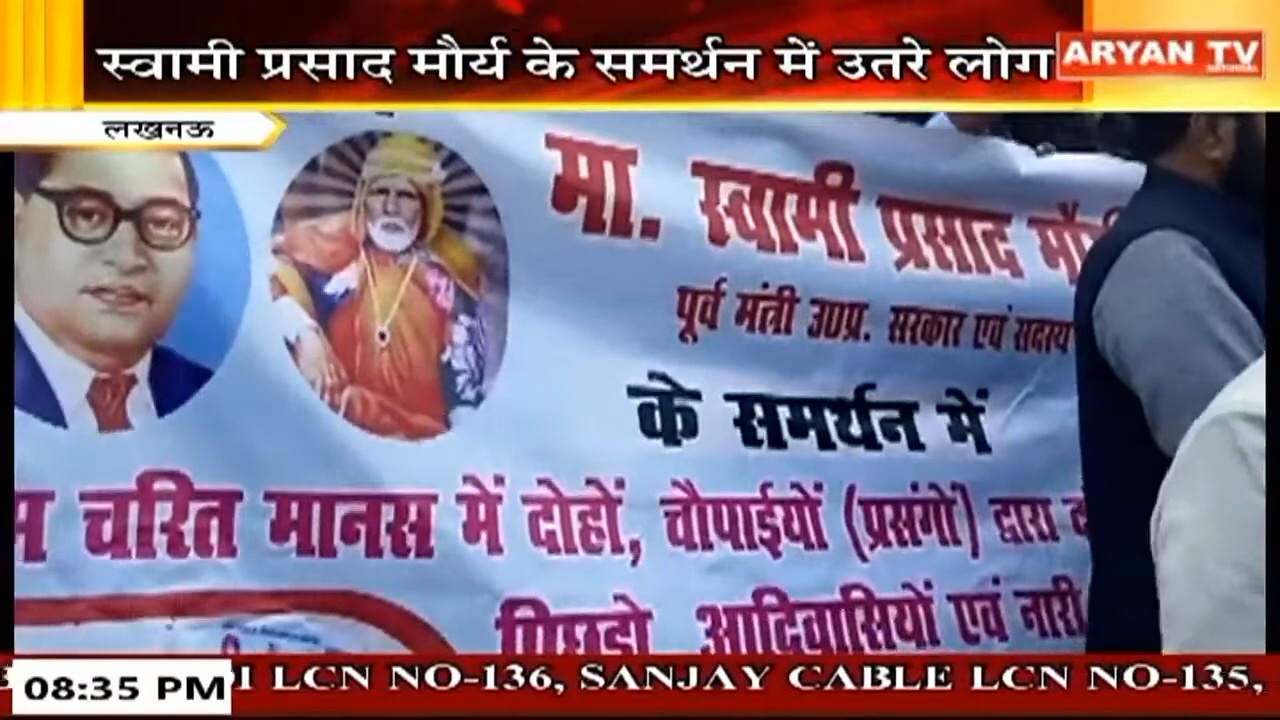 स्वामी प्रसाद मौर्य के समर्थन में उतरे लोग
ARYAN TV
NATIONAL
लखनऊ
मा. स्वामी प्रसाद
पूर्व मंत्री उ0प्र. सरकार एवं सदस्य
के समर्थन में
चरित मानस में दोहों, चौपाईयों (प्रसंगो) द्वारा
पिछडो, आदिवासियों एवं नारी
LCN NO-136, SANJAY CABLE LCN NO-135,
08:35 PM